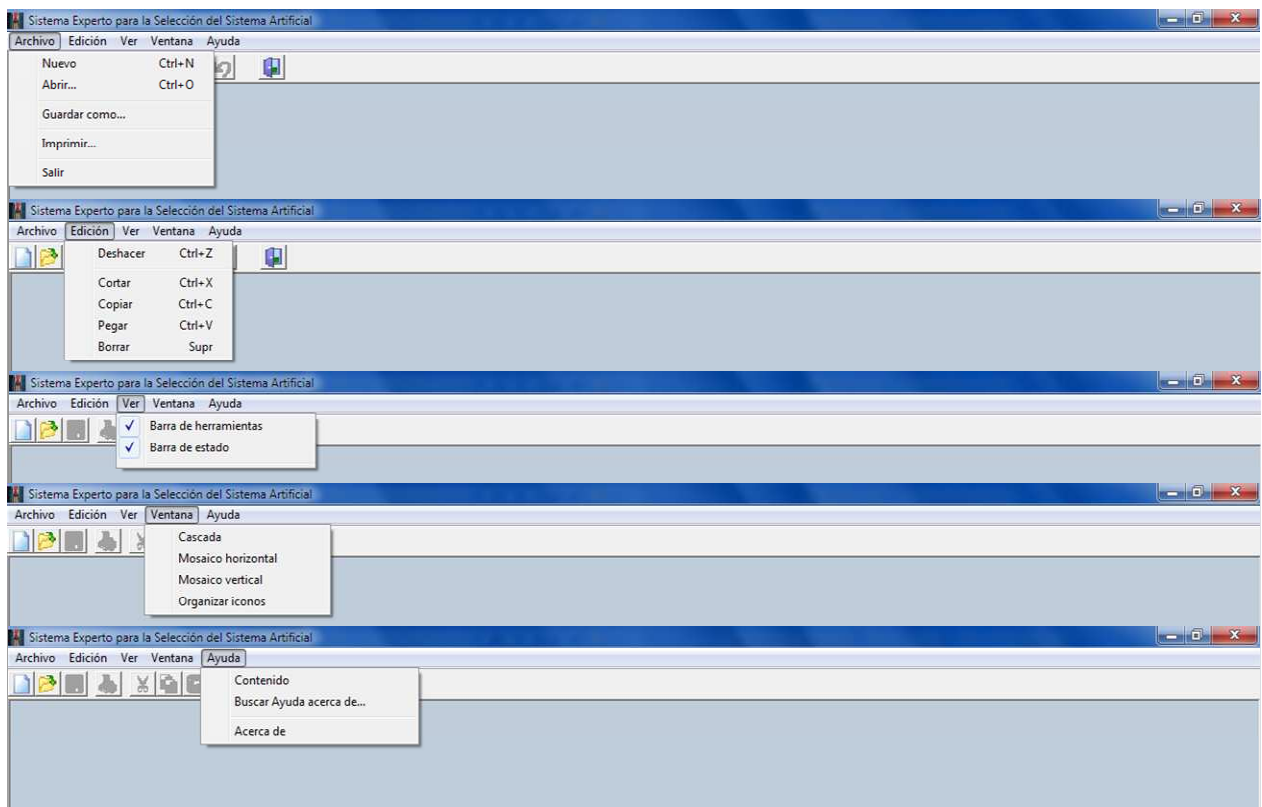 Sistema Experto para la Selección del Sistema Artificial
Archivo Edición Ver Ventana Ayuda
Nuevo Ctrl+N
Abrir... Ctrl+O
Guardar como...
Imprimir...
Salir
Sistema Experto para la Selección del Sistema Artificial
Archivo Edición Ver Ventana Ayuda
Deshacer Ctrl+Z
Cortar Ctrl+X
Copiar Ctrl+C
Pegar Ctrl+V
Borrar Supr
Sistema Experto para la Selección del Sistema Artificial
Archivo Edición Ver Ventana Ayuda
Barra de herramientas
Barra de estado
Sistema Experto para la Selección del Sistema Artificial
Archivo Edición Ver Ventana Ayuda
Cascada
Mosaico horizontal
Mosaico vertical
Organizar iconos
Sistema Experto para la Selección del Sistema Artificial
Archivo Edición Ver Ventana Ayuda
Contenido
Buscar Ayuda acerca de...
Acerca de